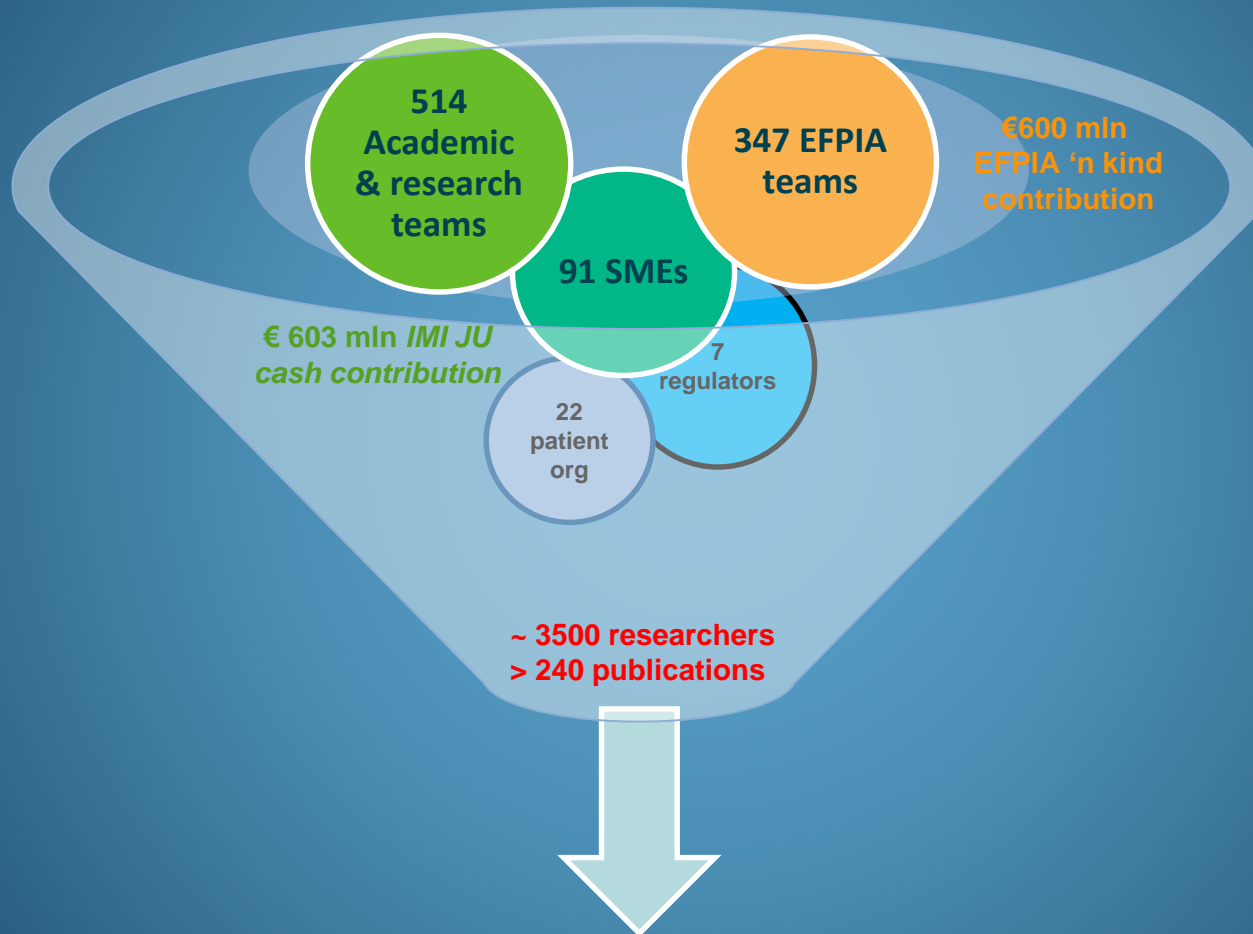 514
Academic
& research
teams
347 EFPIA
teams
€600 mln
EFPIA ‘n kind
contribution
91 SMEs
€ 603 mln IMI JU
cash contribution
7
regulators
22
patient
org
~ 3500 researchers
> 240 publications